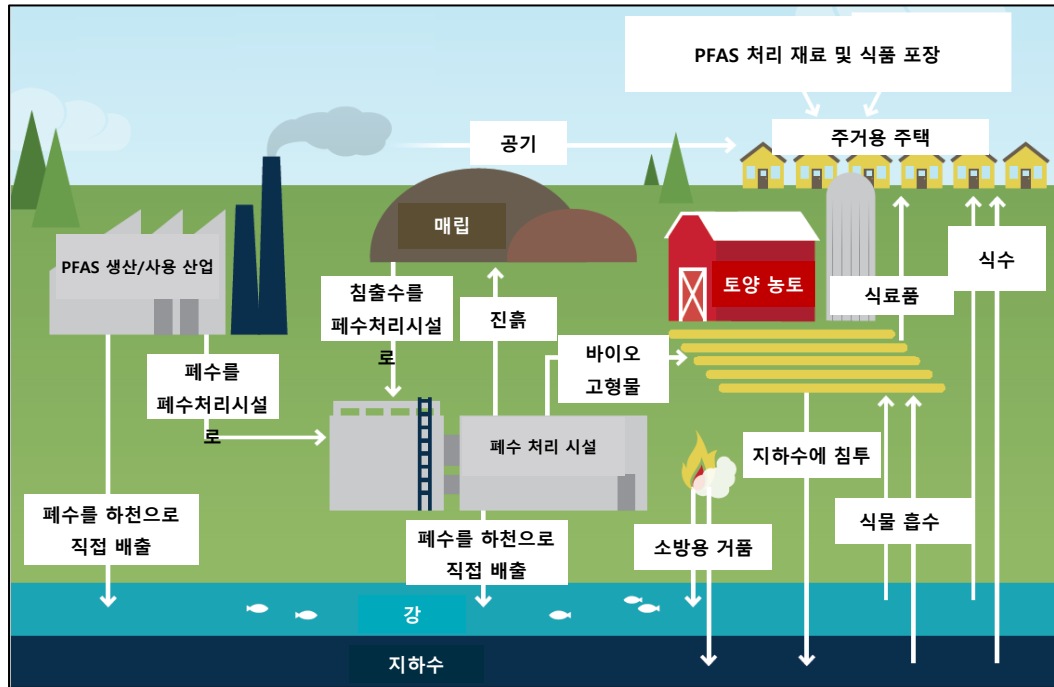 PFAS 처리 재료 및 식품 포장
공기
주거용 주택
매립
PFAS 생산/사용 산업
침출수를
폐수처리시설
로
진흙
토양 농토
식료품
식수
폐수를
폐수처리시설
로
바이오
고형물
폐수 처리 시설
지하수에 침투
폐수를 하천으로
직접 배출
폐수를 하천으로
직접 배출
소방용 거품
식물 흡수
강
지하수